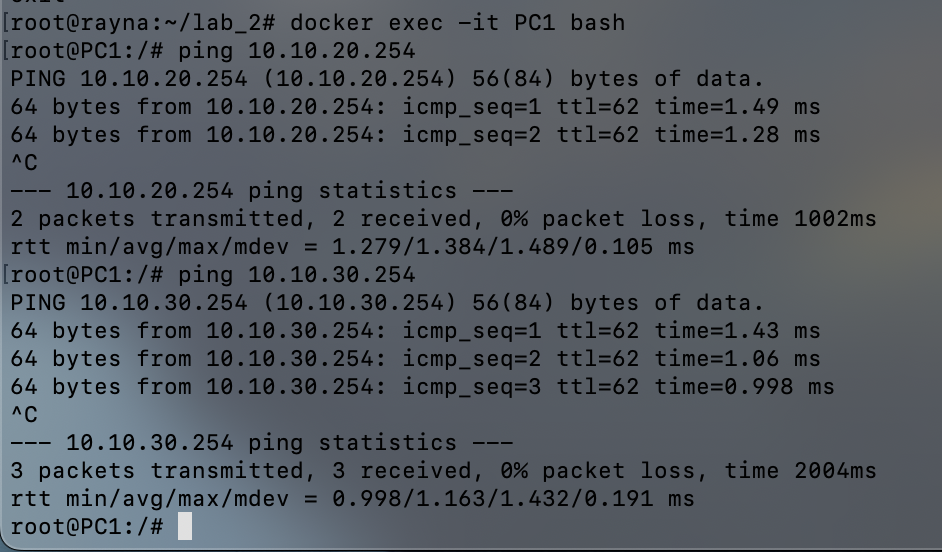 [root@rayna:~/lab_2# docker exec -it PC1 bash
[root@PC1:/# ping 10.10.20.254
PING 10.10.20.254 (10.10.20.254) 56(84) bytes of data.
64 bytes from 10.10.20.254: icmp_seq=1 ttl=62 time=1.49 ms
64 bytes from 10.10.20.254: icmp_seq=2 ttl=62 time=1.28 ms
^C
--- 10.10.20.254 ping statistics ---
2 packets transmitted, 2 received, 0% packet loss, time 1002ms
rtt min/avg/max/mdev = 1.279/1.384/1.489/0.105 ms
[root@PC1:/# ping 10.10.30.254
PING 10.10.30.254 (10.10.30.254) 56(84) bytes of data.
64 bytes from 10.10.30.254: icmp_seq=1 ttl=62 time=1.43 ms
64 bytes from 10.10.30.254: icmp_seq=2 ttl=62 time=1.06 ms
64 bytes from 10.10.30.254: icmp_seq=3 ttl=62 time=0.998 ms
^C
--- 10.10.30.254 ping statistics ---
3 packets transmitted, 3 received, 0% packet loss, time 2004ms
rtt min/avg/max/mdev = 0.998/1.163/1.432/0.191 ms
root@PC1:/#